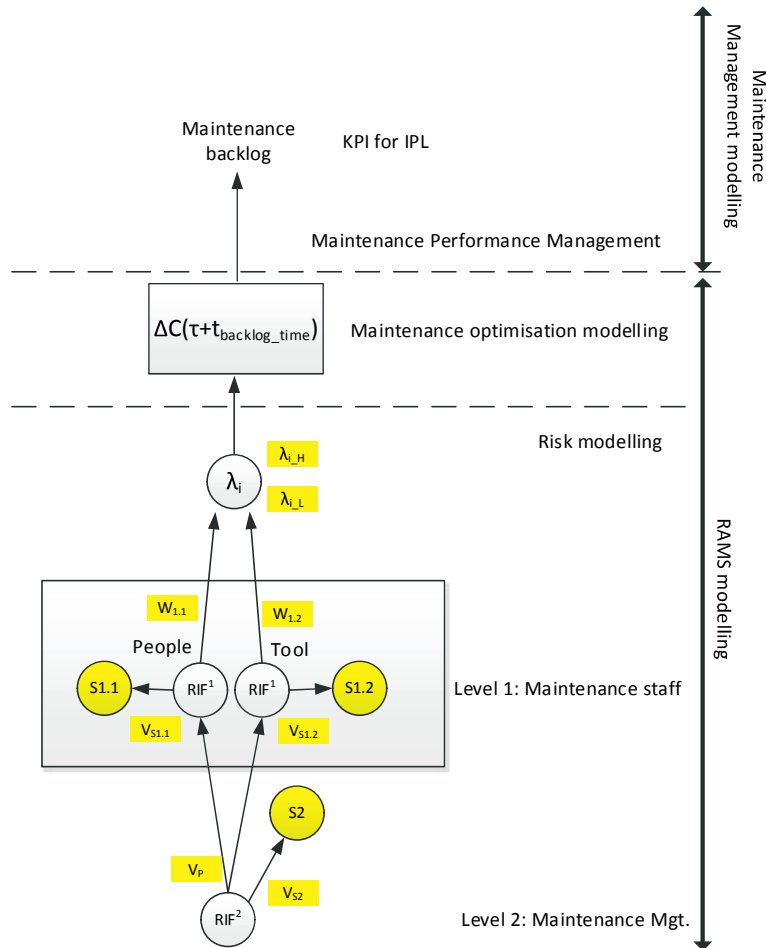 Maintenance
Management modelling
Maintenance
backlog
KPI for IPL
Maintenance Performance Management
ΔC(τ+t_backlog_time)
Maintenance optimisation modelling
Risk modelling
λi_H
λi
λi_L
RAMS modelling
W1.1
W1.2
People
Tool
S1.1
RIF¹
RIF¹
S1.2
Level 1: Maintenance staff
VS1.1
VS1.2
S2
VP
VS2
RIF²
Level 2: Maintenance Mgt.